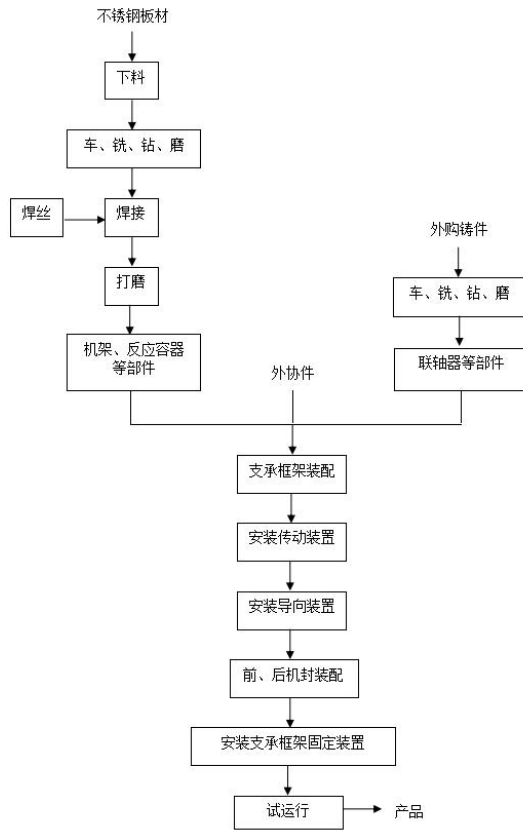 不锈钢板材
下料
车、铣、钻、磨
焊丝
焊接
打磨
机架、反应容器
等部件
外购铸件
车、铣、钻、磨
联轴器等部件
外协件
支承框架装配
安装传动装置
安装导向装置
前、后机封装配
安装支承框架固定装置
试运行
产品